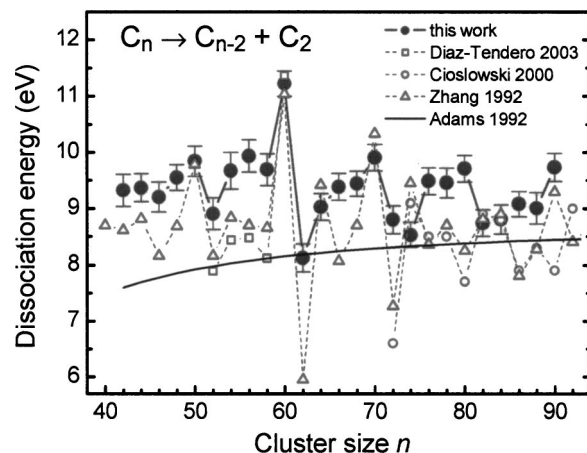 Cn → Cn-2 + C2
this work
Diaz-Tendero 2003
Cioslowski 2000
Zhang 1992
Adams 1992
Dissociation energy (eV)
12
11
10
9
8
7
6
40 50 60 70 80 90
Cluster size n